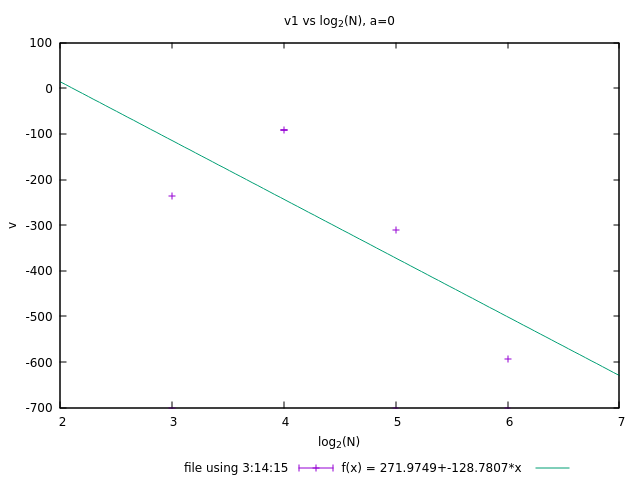 v1 vs log₂(N), a=0
100
0
-100
-200
-300
-400
-500
-600
-700
v
2 3 4 5 6 7
log₂(N)
file using 3:14:15 f(x) = 271.9749+-128.7807*x